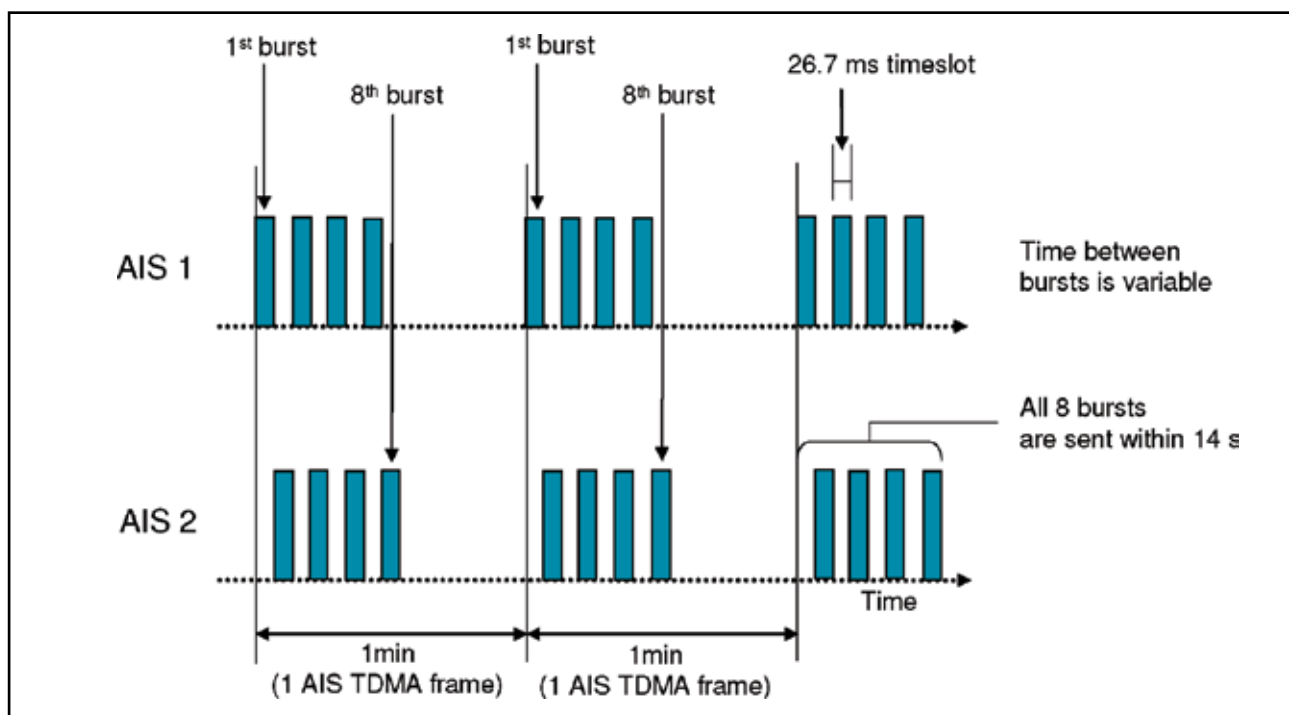 1st burst
1st burst
26.7 ms timeslot
8th burst
8th burst
AIS 1
Time between
bursts is variable
All 8 bursts
are sent within 14 s
AIS 2
Time
1min
1min
(1 AIS TDMA frame)
(1 AIS TDMA frame)